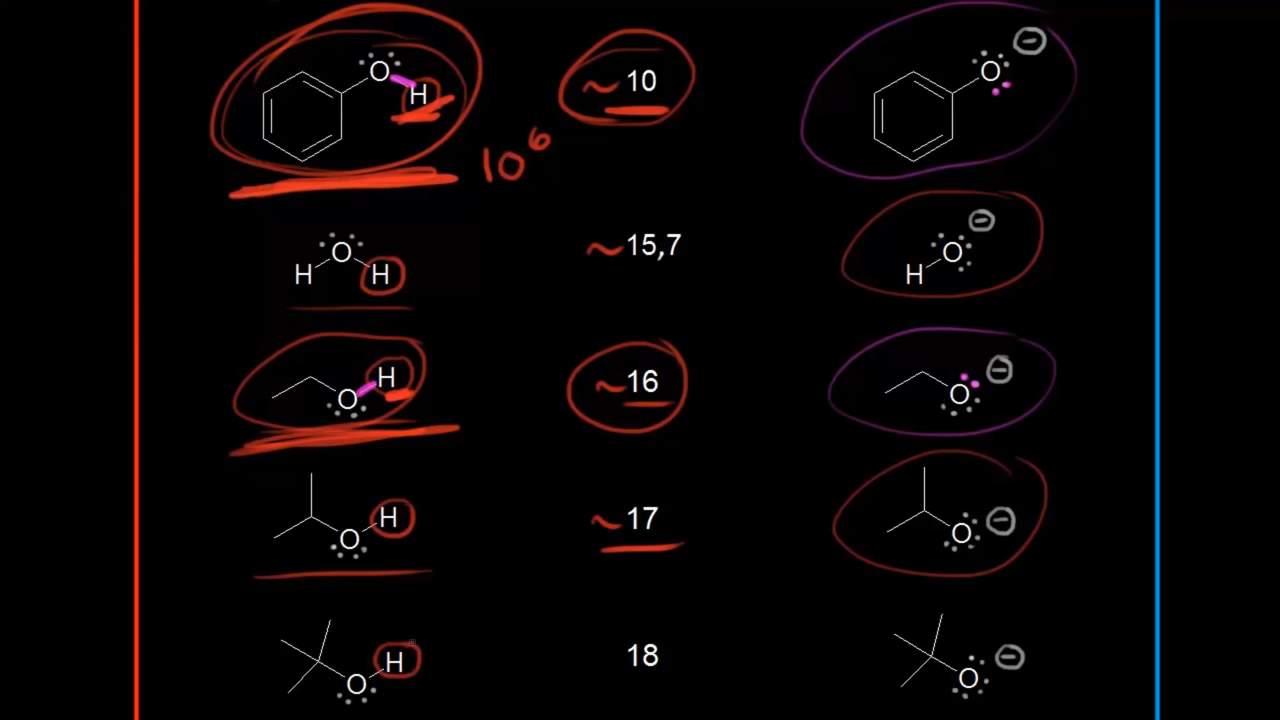 O H ~ 10 O ⊖
10⁶
H O H ~ 15,7 H O ⊖
O H ~ 16 O ⊖
O H ~ 17 O ⊖
O H 18 O ⊖